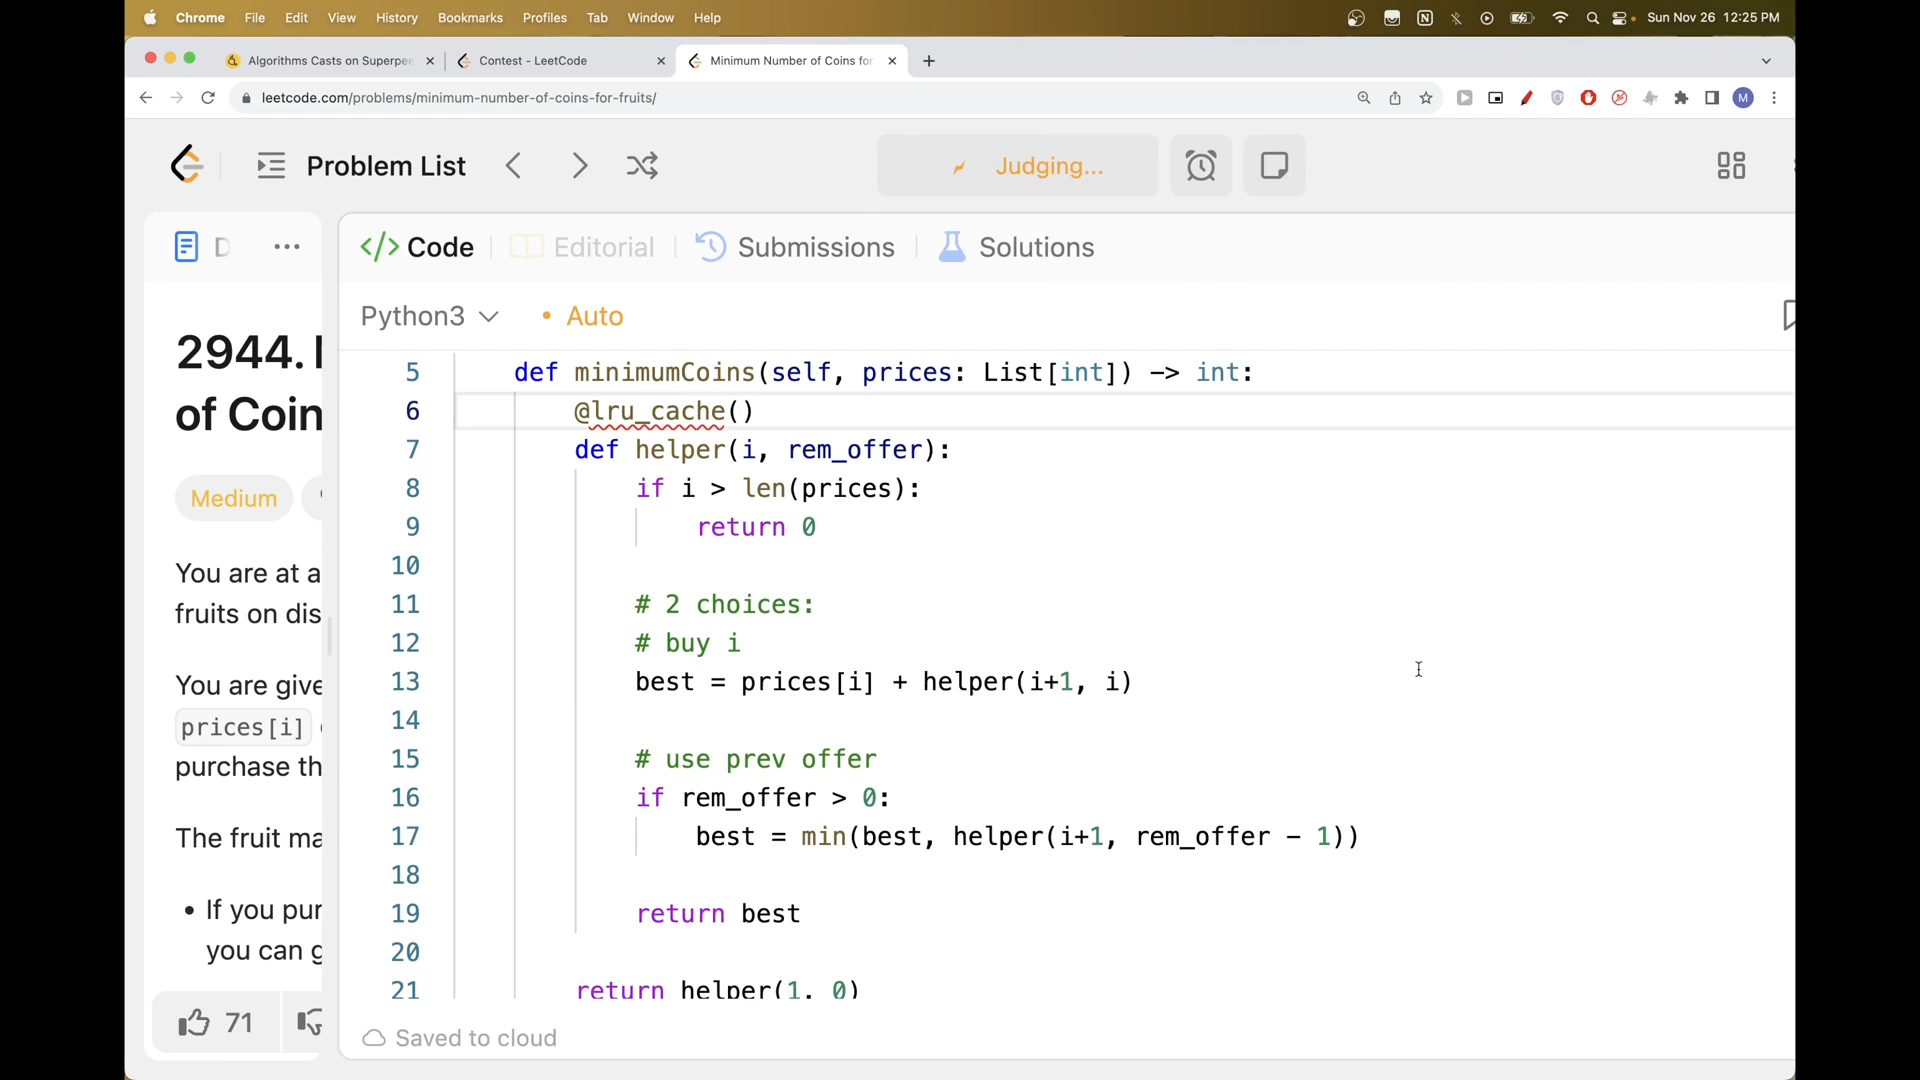 Chrome File Edit View History Bookmarks Profiles Tab Window Help Sun Nov 26 12:25 PM
Algorithms Casts on Superpee Contest - LeetCode Minimum Number of Coins for
leetcode.com/problems/minimum-number-of-coins-for-fruits/ M
Problem List Judging...
D ... Code Editorial Submissions Solutions
Python3 • Auto
2944.
of Coin
Medium
You are at a
fruits on dis
You are give
prices[i]
purchase th
The fruit ma
• If you pur
you can g
71
5 def minimumCoins(self, prices: List[int]) -> int:
6 @lru_cache()
7 def helper(i, rem_offer):
8 if i > len(prices):
9 return 0
10
11 # 2 choices:
12 # buy i
13 best = prices[i] + helper(i+1, i)
14
15 # use prev offer
16 if rem_offer > 0:
17 best = min(best, helper(i+1, rem_offer - 1))
18
19 return best
20
21 return helper(1, 0)
Saved to cloud